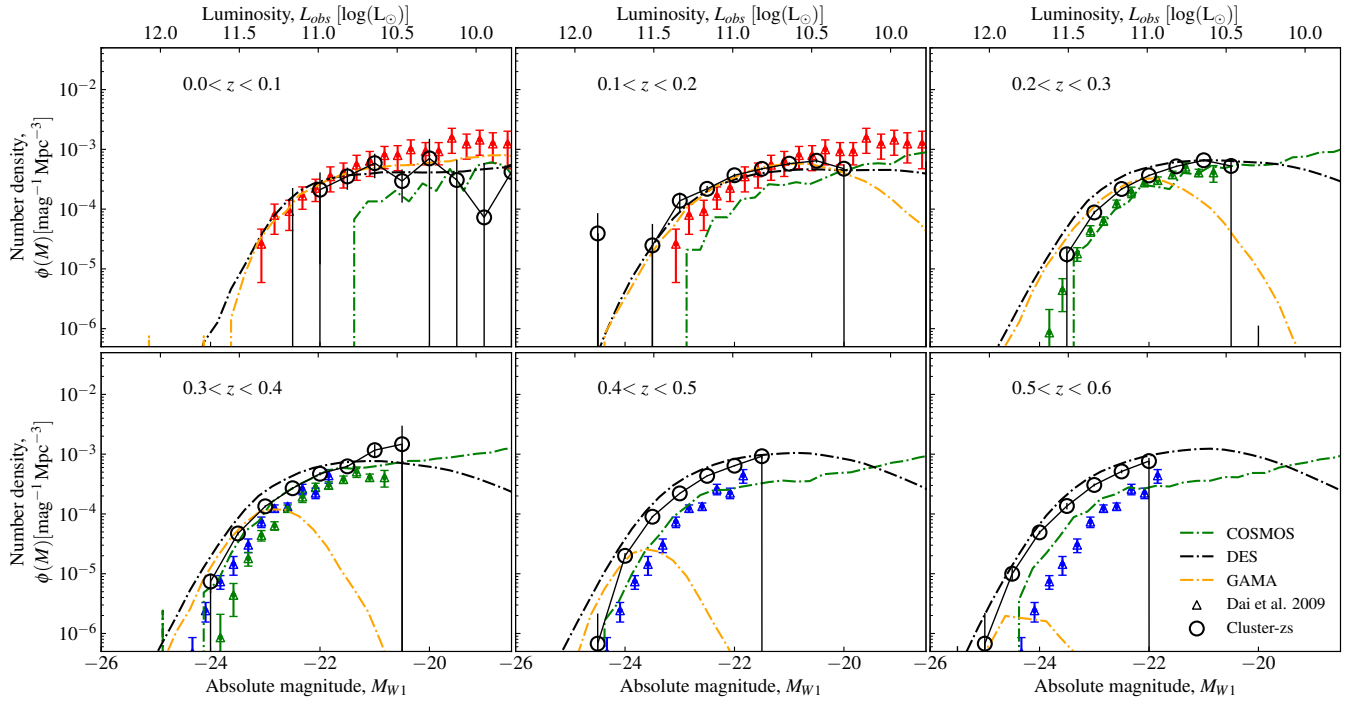 Luminosity, L_obs [log(L_⊙)] Luminosity, L_obs [log(L_⊙)] Luminosity, L_obs [log(L_⊙)]
12.0 11.5 11.0 10.5 10.0 12.0 11.5 11.0 10.5 10.0 12.0 11.5 11.0 10.5 10.0
0.0< z < 0.1 0.1< z < 0.2 0.2< z < 0.3
Number density,
ϕ(M)[mag⁻¹Mpc⁻³]
10⁻²
10⁻³
10⁻⁴
10⁻⁵
10⁻⁶
0.3< z < 0.4 0.4< z < 0.5 0.5< z < 0.6
Number density,
ϕ(M)[mag⁻¹Mpc⁻³]
10⁻²
10⁻³
10⁻⁴
10⁻⁵
10⁻⁶
COSMOS
DES
GAMA
Dai et al. 2009
Cluster-zs
−26 −24 −22 −20 −26 −24 −22 −20 −26 −24 −22 −20
Absolute magnitude, M_W1 Absolute magnitude, M_W1 Absolute magnitude, M_W1